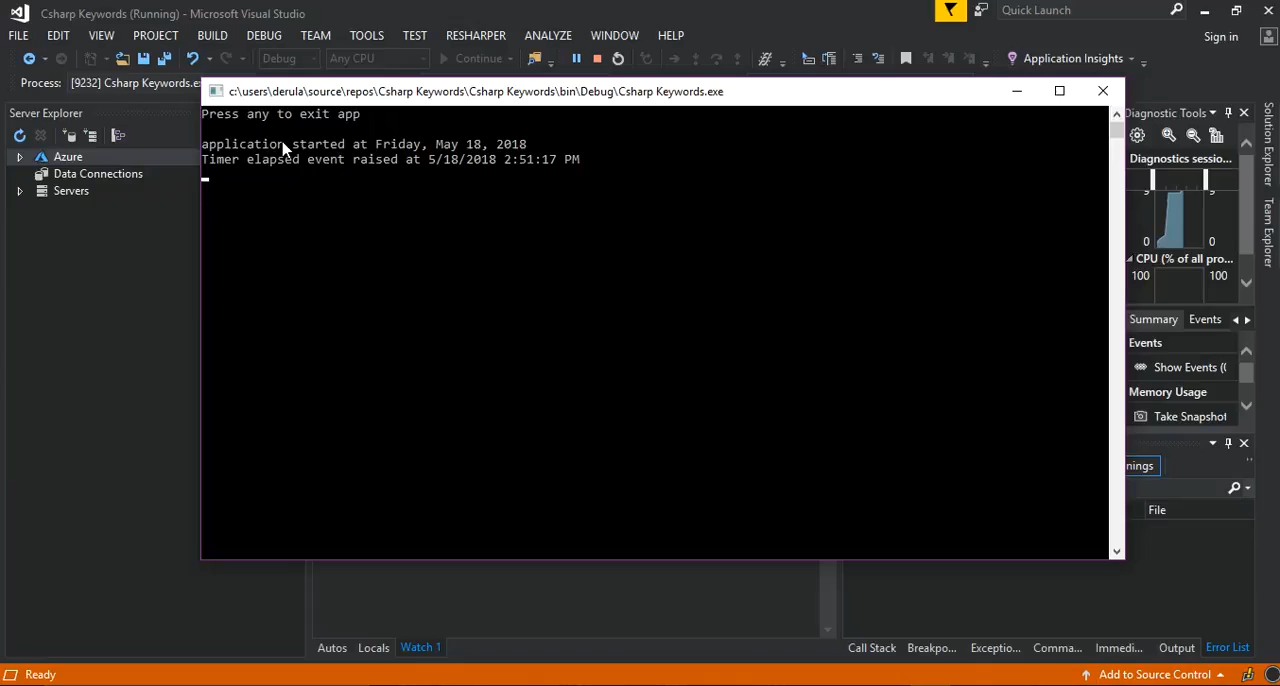 Csharp Keywords (Running) - Microsoft Visual Studio
Quick Launch
FILE EDIT VIEW PROJECT BUILD DEBUG TEAM TOOLS TEST RESHARPER ANALYZE WINDOW HELP
Sign in
Debug Any CPU Continue Application Insights
Process: [9232] Csharp Keywords.ex
c:\users\derula\source\repos\Csharp Keywords\Csharp Keywords\bin\Debug\Csharp Keywords.exe
Server Explorer
Azure
Data Connections
Servers
Press any to exit app
application started at Friday, May 18, 2018
Timer elapsed event raised at 5/18/2018 2:51:17 PM
Diagnostic Tools
Diagnostics sessio...
0 0
CPU (% of all pro...
100 100
Summary Events
Events
Show Events (
Memory Usage
Take Snapshot
nings
File
Solution Explorer
Team Explorer
Autos Locals Watch 1
Call Stack Breakpo... Exceptio... Comma... Immedi... Output Error List
Ready
Add to Source Control